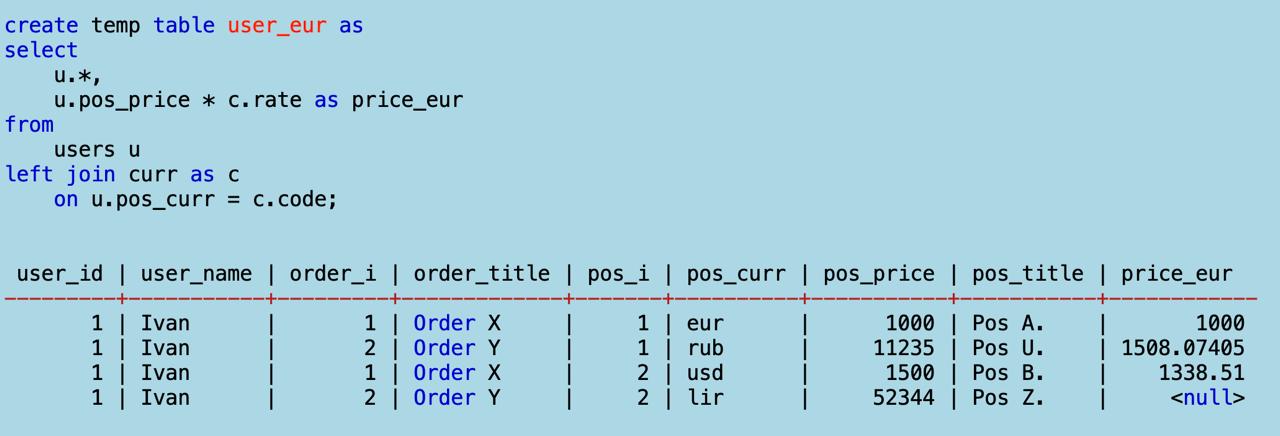 create temp table user_eur as
select
    u.*,
    u.pos_price * c.rate as price_eur
from
    users u
left join curr as c
    on u.pos_curr = c.code;
 user_id | user_name | order_i | order_title | pos_i | pos_curr | pos_price | pos_title | price_eur
---------+-----------+---------+-------------+-------+----------+-----------+-----------+------------
       1 | Ivan      |       1 | Order X     |     1 | eur      |      1000 | Pos A.    |       1000
       1 | Ivan      |       2 | Order Y     |     1 | rub      |     11235 | Pos U.    | 1508.07405
       1 | Ivan      |       1 | Order X     |     2 | usd      |      1500 | Pos B.    |    1338.51
       1 | Ivan      |       2 | Order Y     |     2 | lir      |     52344 | Pos Z.    |     <null>